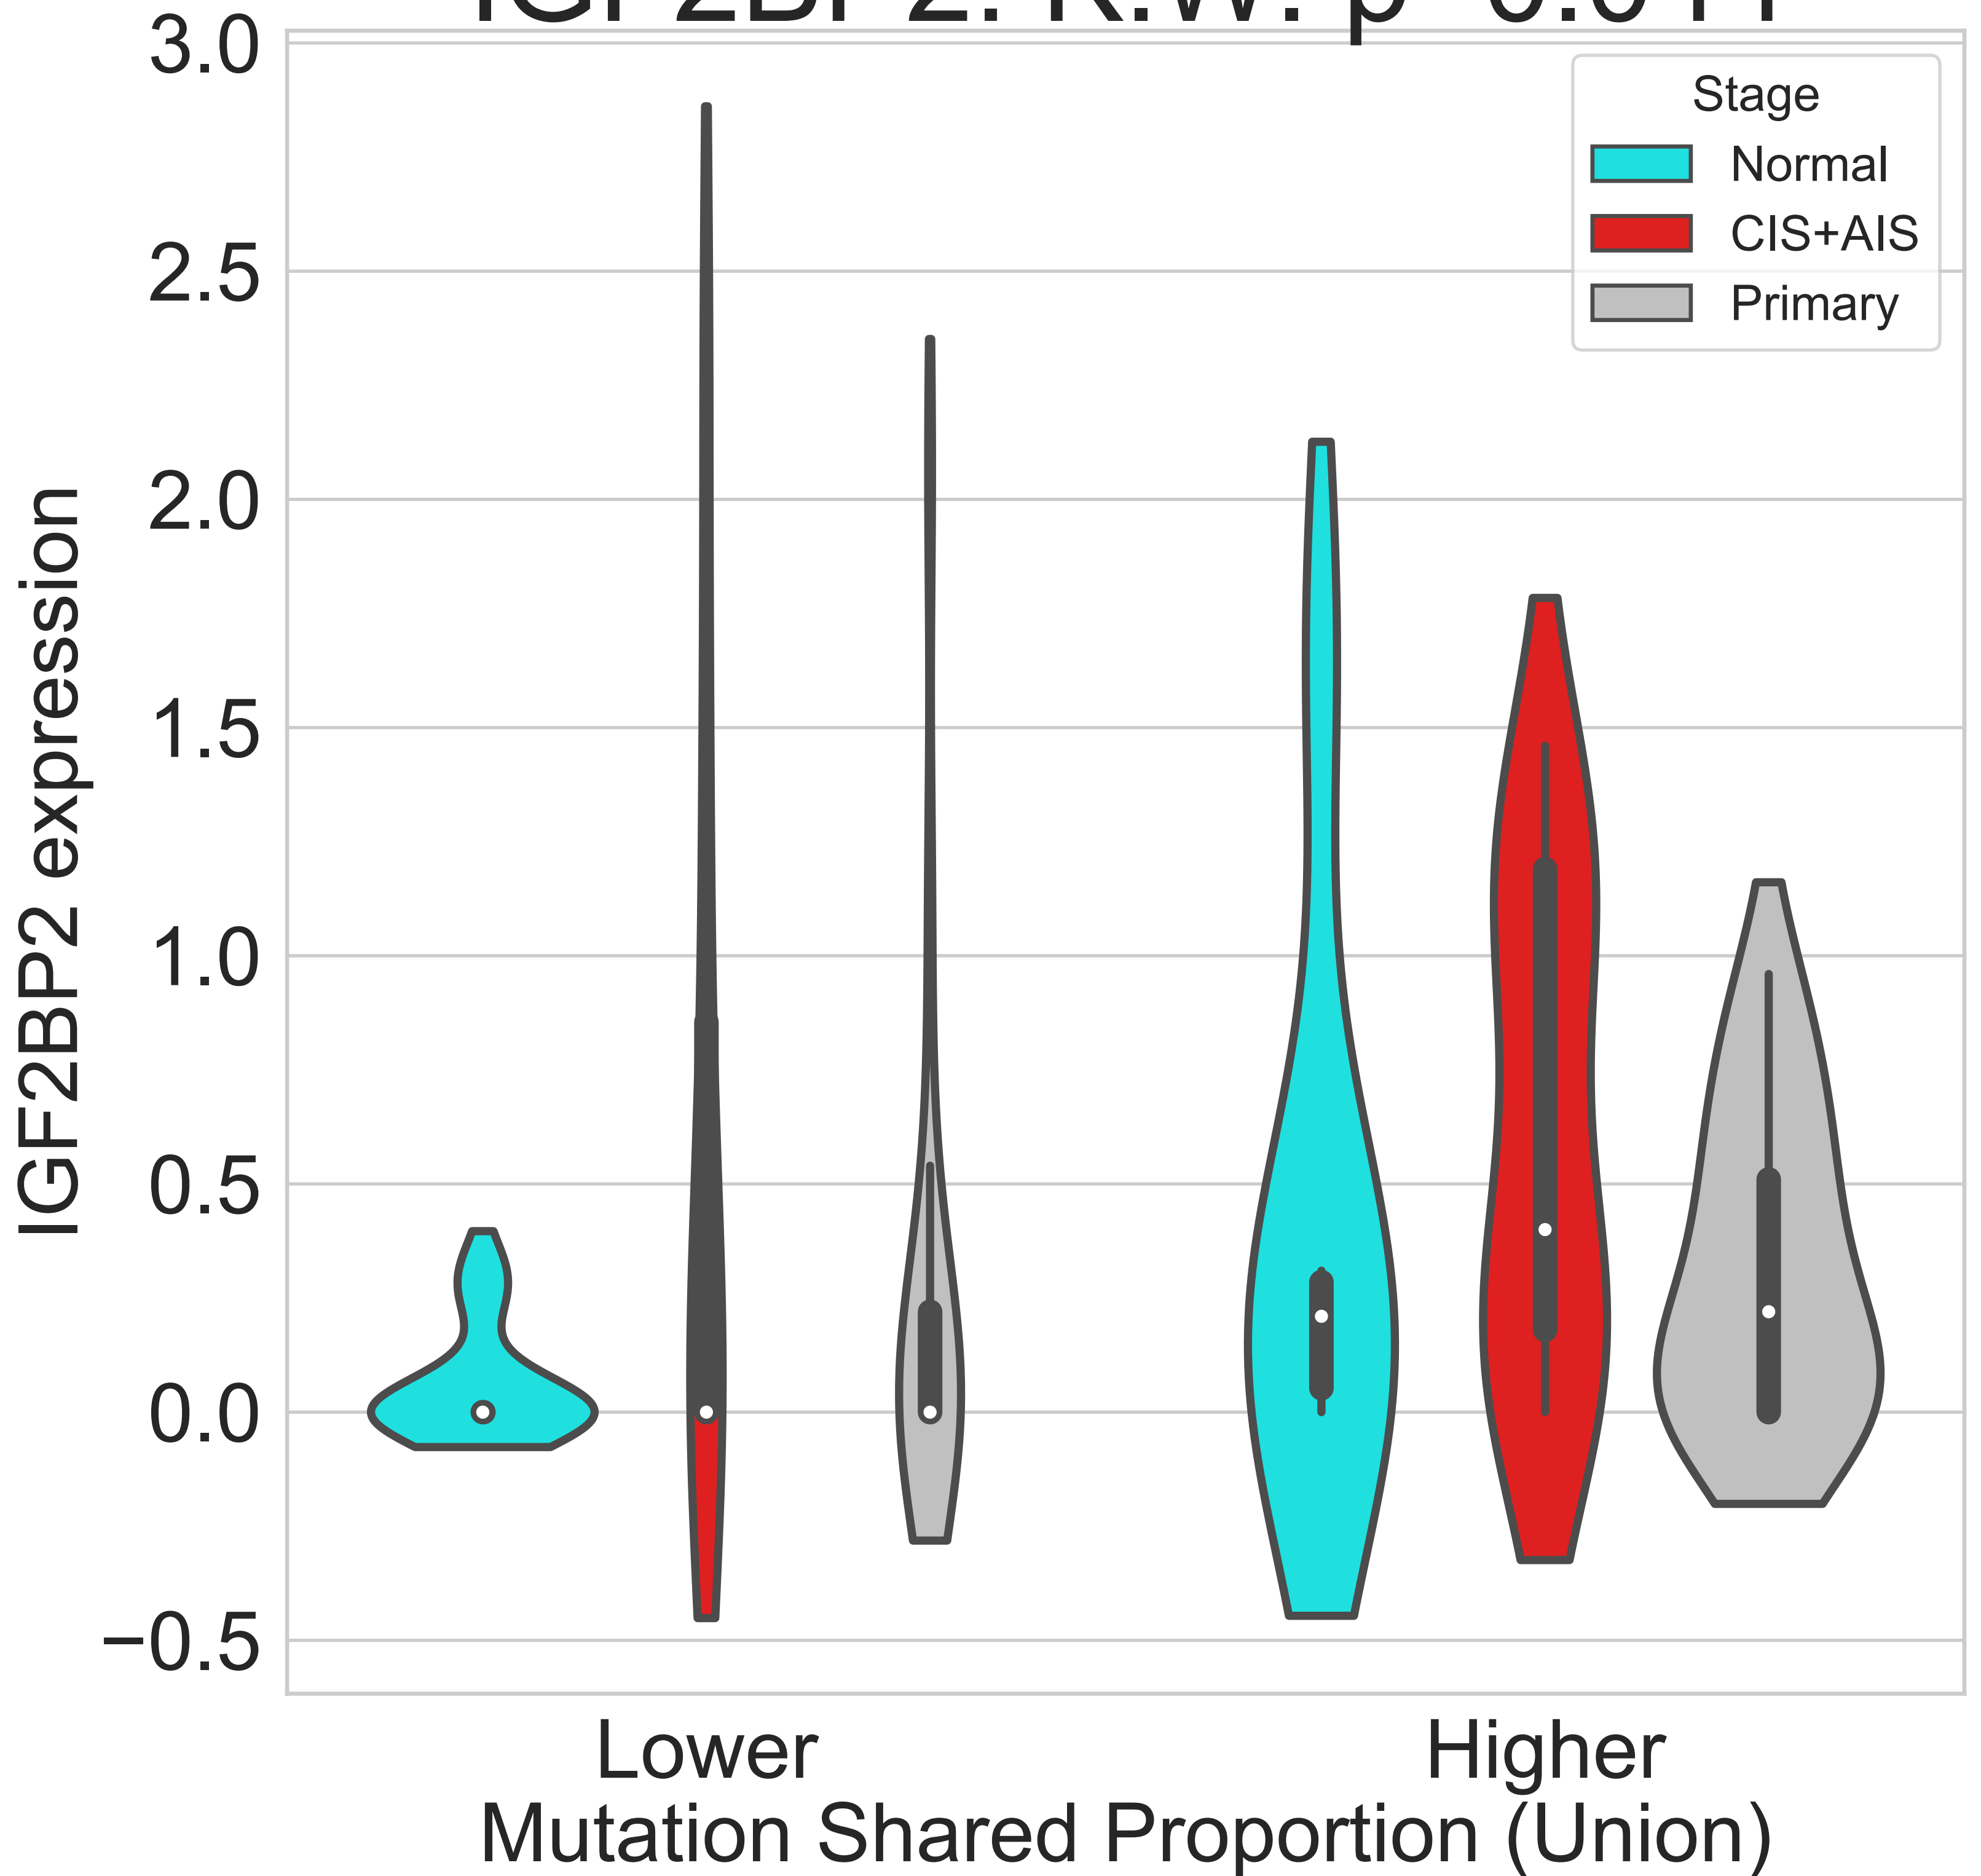 3.0
2.5
2.0
1.5
1.0
0.5
0.0
−0.5
IGF2BP2 expression
Stage
Normal
CIS+AIS
Primary
Lower
Higher
Mutation Shared Proportion (Union)